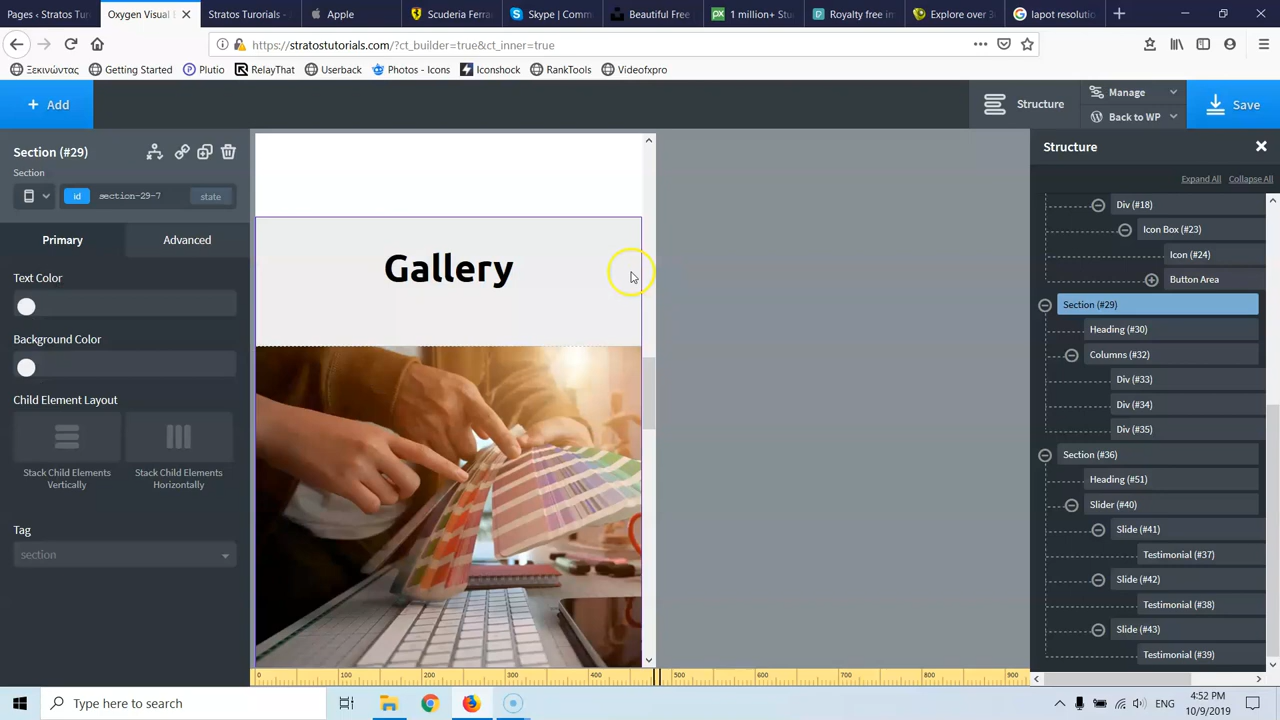 Pages ‹ Stratos Tutoria
Oxygen Visual E
Stratos Turorials -
Apple
Scuderia Ferra
Skype | Comm
Beautiful Free
1 million+ Stu
Royalty free im
Explore over 3
lapot resolutio
https://stratostutorials.com/?ct_builder=true&ct_inner=true
Ξεκινώντας
Getting Started
Plutio
RelayThat
Userback
Photos - Icons
Iconshock
RankTools
Videofxpro
+ Add
Structure
Manage
Back to WP
Save
Section (#29)
Section
id
section-29-7
state
Primary
Advanced
Text Color
Background Color
Child Element Layout
Stack Child Elements Vertically
Stack Child Elements Horizontally
Tag
section
Gallery
0
100
200
300
400
500
600
700
800
900
Structure
Expand All
Collapse All
Div (#18)
Icon Box (#23)
Icon (#24)
Button Area
Section (#29)
Heading (#30)
Columns (#32)
Div (#33)
Div (#34)
Div (#35)
Section (#36)
Heading (#51)
Slider (#40)
Slide (#41)
Testimonial (#37)
Slide (#42)
Testimonial (#38)
Slide (#43)
Testimonial (#39)
Type here to search
ENG
4:52 PM
10/9/2019